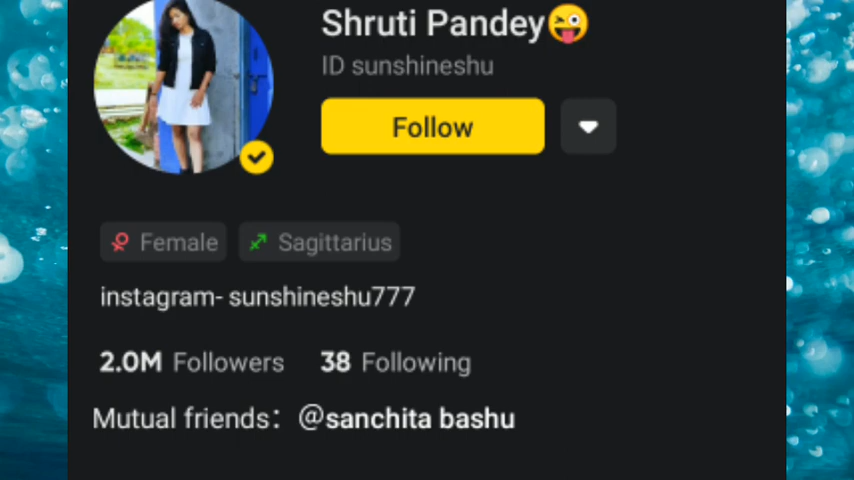 Shruti Pandey😜
ID sunshineshu
Follow
Female Sagittarius
instagram- sunshineshu777
2.0M Followers 38 Following
Mutual friends: @sanchita bashu